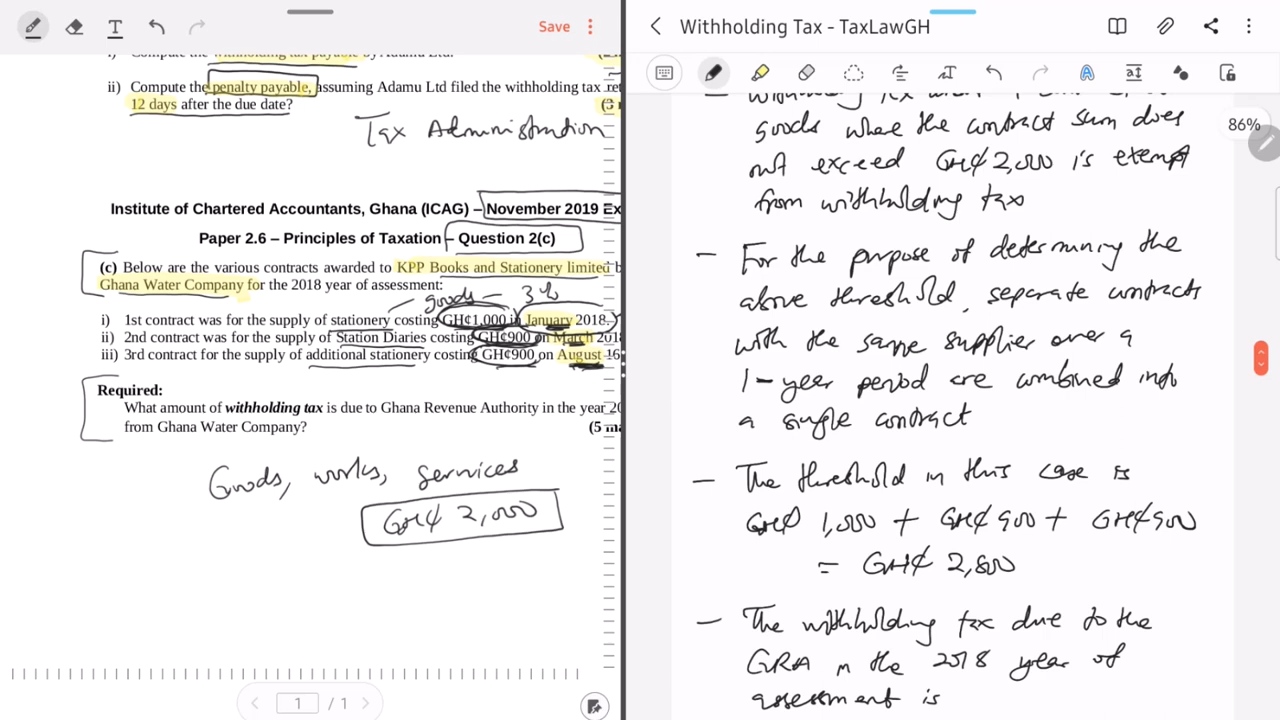 Save
ii) Compute the penalty payable, assuming Adamu Ltd filed the withholding tax
12 days after the due date?
Tax Administration
Institute of Chartered Accountants, Ghana (ICAG) – November 2019 Ex
Paper 2.6 – Principles of Taxation – Question 2(c)
(c) Below are the various contracts awarded to KPP Books and Stationery limited b
Ghana Water Company for the 2018 year of assessment:
goods – 3%
i) 1st contract was for the supply of stationery costing GH¢1,000 in January 2018.
ii) 2nd contract was for the supply of Station Diaries costing GH¢900 on March 201
iii) 3rd contract for the supply of additional stationery costing GH¢900 on August 16
Required:
What amount of withholding tax is due to Ghana Revenue Authority in the year 20
from Ghana Water Company? (5 ma
Goods, works, services
GH¢ 2,000
1 / 1
Withholding Tax - TaxLawGH
86%
goods where the contract sum does
not exceed GH¢ 2,000 is exempt
from withholding tax
– For the purpose of determining the
above threshold, separate contracts
with the same supplier over a
1-year period are combined into
a single contract
– The threshold in this case is
GH¢ 1,000 + GH¢ 900 + GH¢ 900
= GH¢ 2,800
– The withholding tax due to the
GRA in the 2018 year of
assessment is